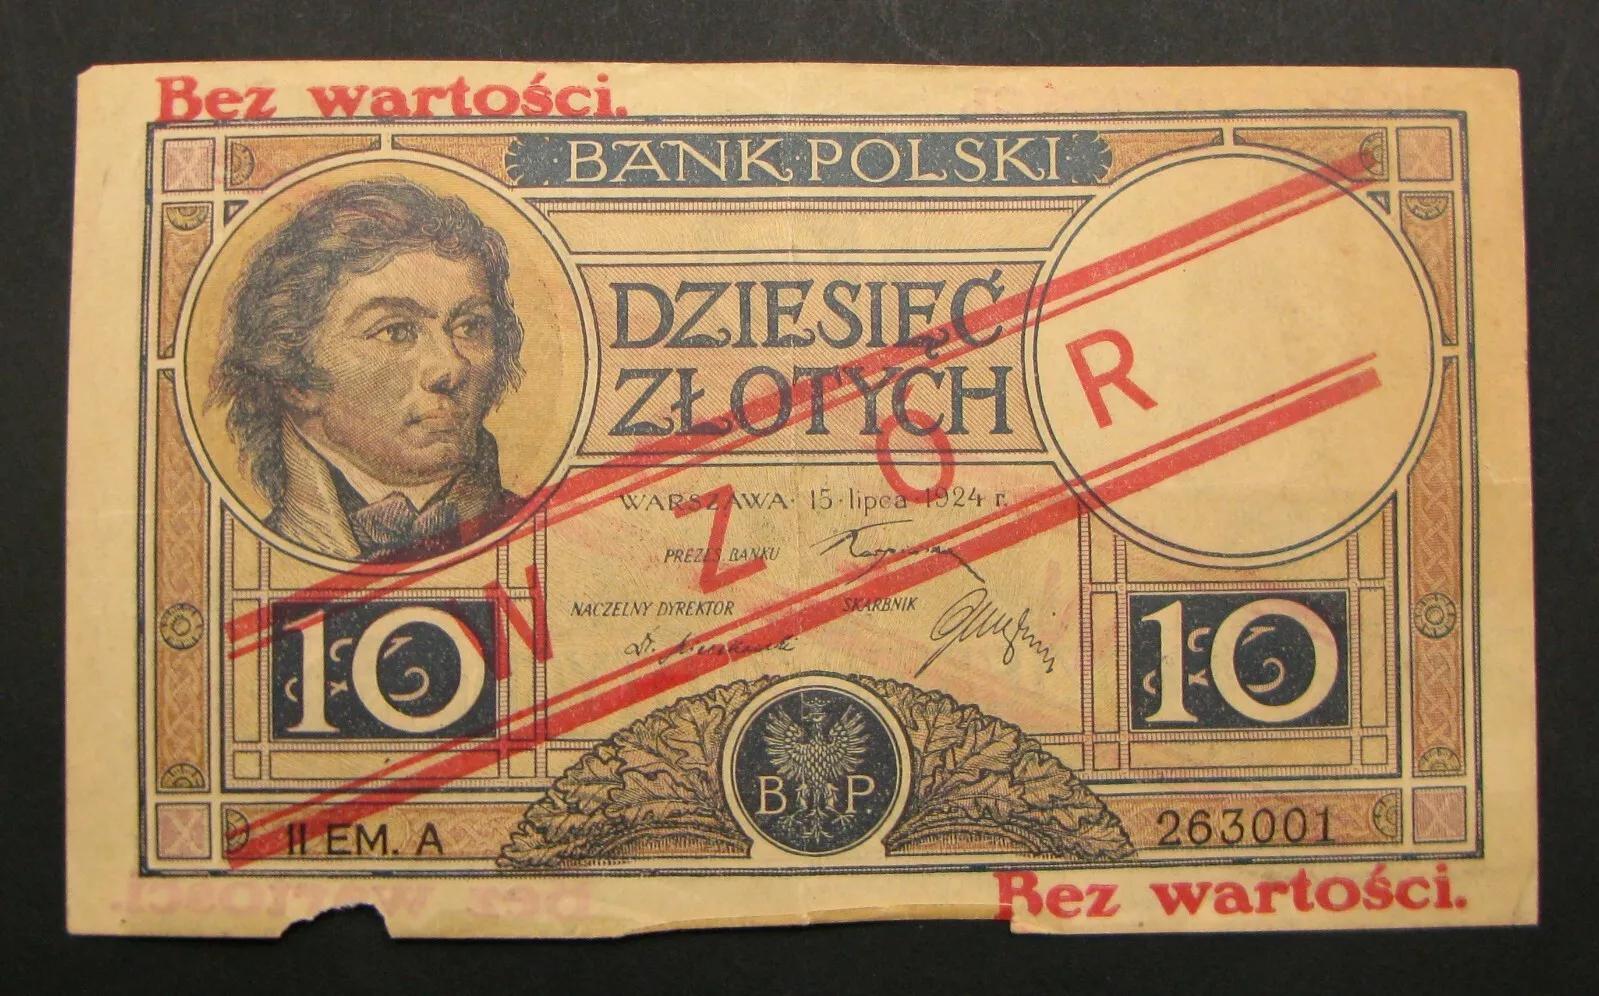 Bez wartości.
BANK·POLSKI
DZIESIĘĆ
ZŁOTYCH
WZOR
WARSZAWA· 15·lipca·1924 r.
PREZES BANKU
NACZELNY DYREKTOR
SKARBNIK
10
10
B P
II EM. A
263001
Bez wartości.